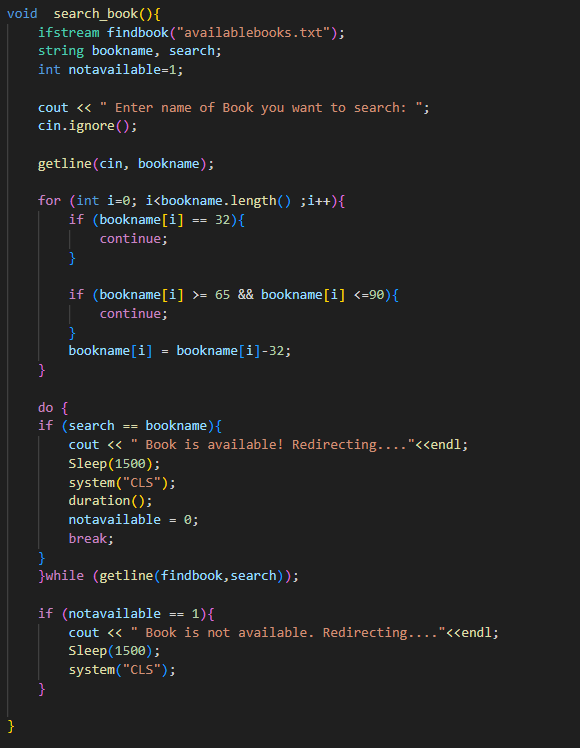 void  search_book(){
    ifstream findbook("availablebooks.txt");
    string bookname, search;
    int notavailable=1;

    cout << " Enter name of Book you want to search: ";
    cin.ignore();

    getline(cin, bookname);

    for (int i=0; i<bookname.length() ;i++){
        if (bookname[i] == 32){
            continue;
        }

        if (bookname[i] >= 65 && bookname[i] <=90){
            continue;
        }
        bookname[i] = bookname[i]-32;
    }

    do {
    if (search == bookname){
        cout << " Book is available! Redirecting...."<<endl;
        Sleep(1500);
        system("CLS");
        duration();
        notavailable = 0;
        break;
    }
    }while (getline(findbook,search));

    if (notavailable == 1){
        cout << " Book is not available. Redirecting...."<<endl;
        Sleep(1500);
        system("CLS");
    }

}